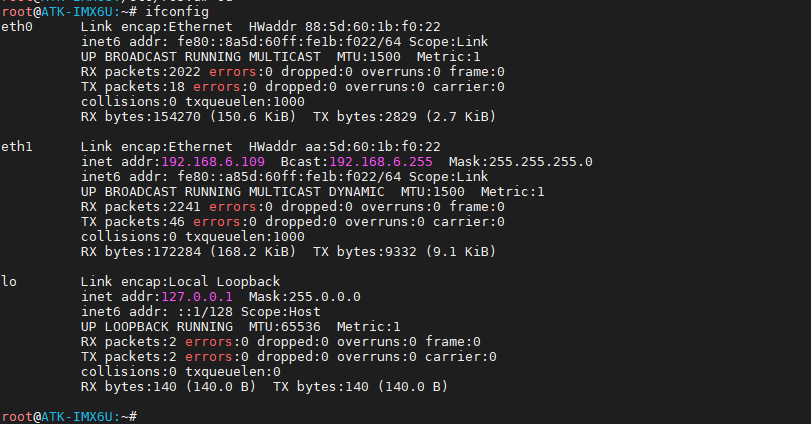 root@ATK-IMX6U:~# ifconfig
eth0      Link encap:Ethernet  HWaddr 88:5d:60:1b:f0:22
          inet6 addr: fe80::8a5d:60ff:fe1b:f022/64 Scope:Link
          UP BROADCAST RUNNING MULTICAST  MTU:1500  Metric:1
          RX packets:2022 errors:0 dropped:0 overruns:0 frame:0
          TX packets:18 errors:0 dropped:0 overruns:0 carrier:0
          collisions:0 txqueuelen:1000
          RX bytes:154270 (150.6 KiB)  TX bytes:2829 (2.7 KiB)

eth1      Link encap:Ethernet  HWaddr aa:5d:60:1b:f0:22
          inet addr:192.168.6.109  Bcast:192.168.6.255  Mask:255.255.255.0
          inet6 addr: fe80::a85d:60ff:fe1b:f022/64 Scope:Link
          UP BROADCAST RUNNING MULTICAST DYNAMIC  MTU:1500  Metric:1
          RX packets:2241 errors:0 dropped:0 overruns:0 frame:0
          TX packets:46 errors:0 dropped:0 overruns:0 carrier:0
          collisions:0 txqueuelen:1000
          RX bytes:172284 (168.2 KiB)  TX bytes:9332 (9.1 KiB)

lo        Link encap:Local Loopback
          inet addr:127.0.0.1  Mask:255.0.0.0
          inet6 addr: ::1/128 Scope:Host
          UP LOOPBACK RUNNING  MTU:65536  Metric:1
          RX packets:2 errors:0 dropped:0 overruns:0 frame:0
          TX packets:2 errors:0 dropped:0 overruns:0 carrier:0
          collisions:0 txqueuelen:0
          RX bytes:140 (140.0 B)  TX bytes:140 (140.0 B)

root@ATK-IMX6U:~#